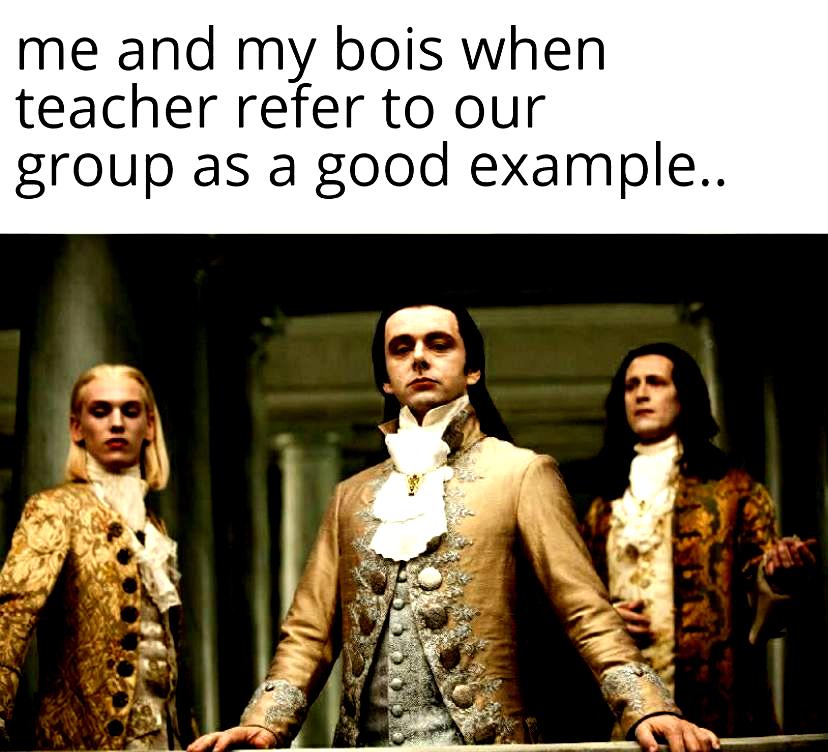 me and my bois when
teacher refer to our
group as a good example..